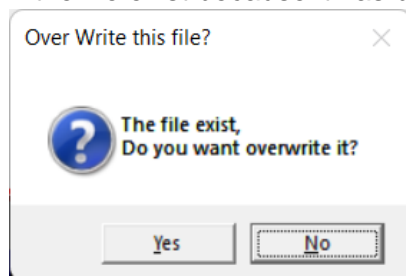 Over Write this file?
The file exist,
Do you want overwrite it?
Yes
No